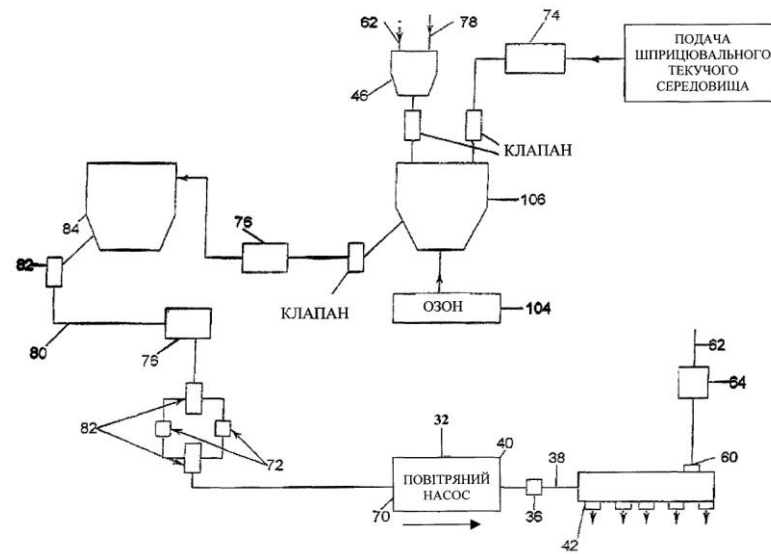 62
78
74
ПОДАЧА
ШПРИЦЮВАЛЬНОГО
ТЕКУЧОГО
СЕРЕДОВИЩА
46
КЛАПАН
84
76
106
82
КЛАПАН
ОЗОН
104
80
76
62
64
82
72
32
40
38
60
ПОВІТРЯНИЙ
НАСОС
70
36
42